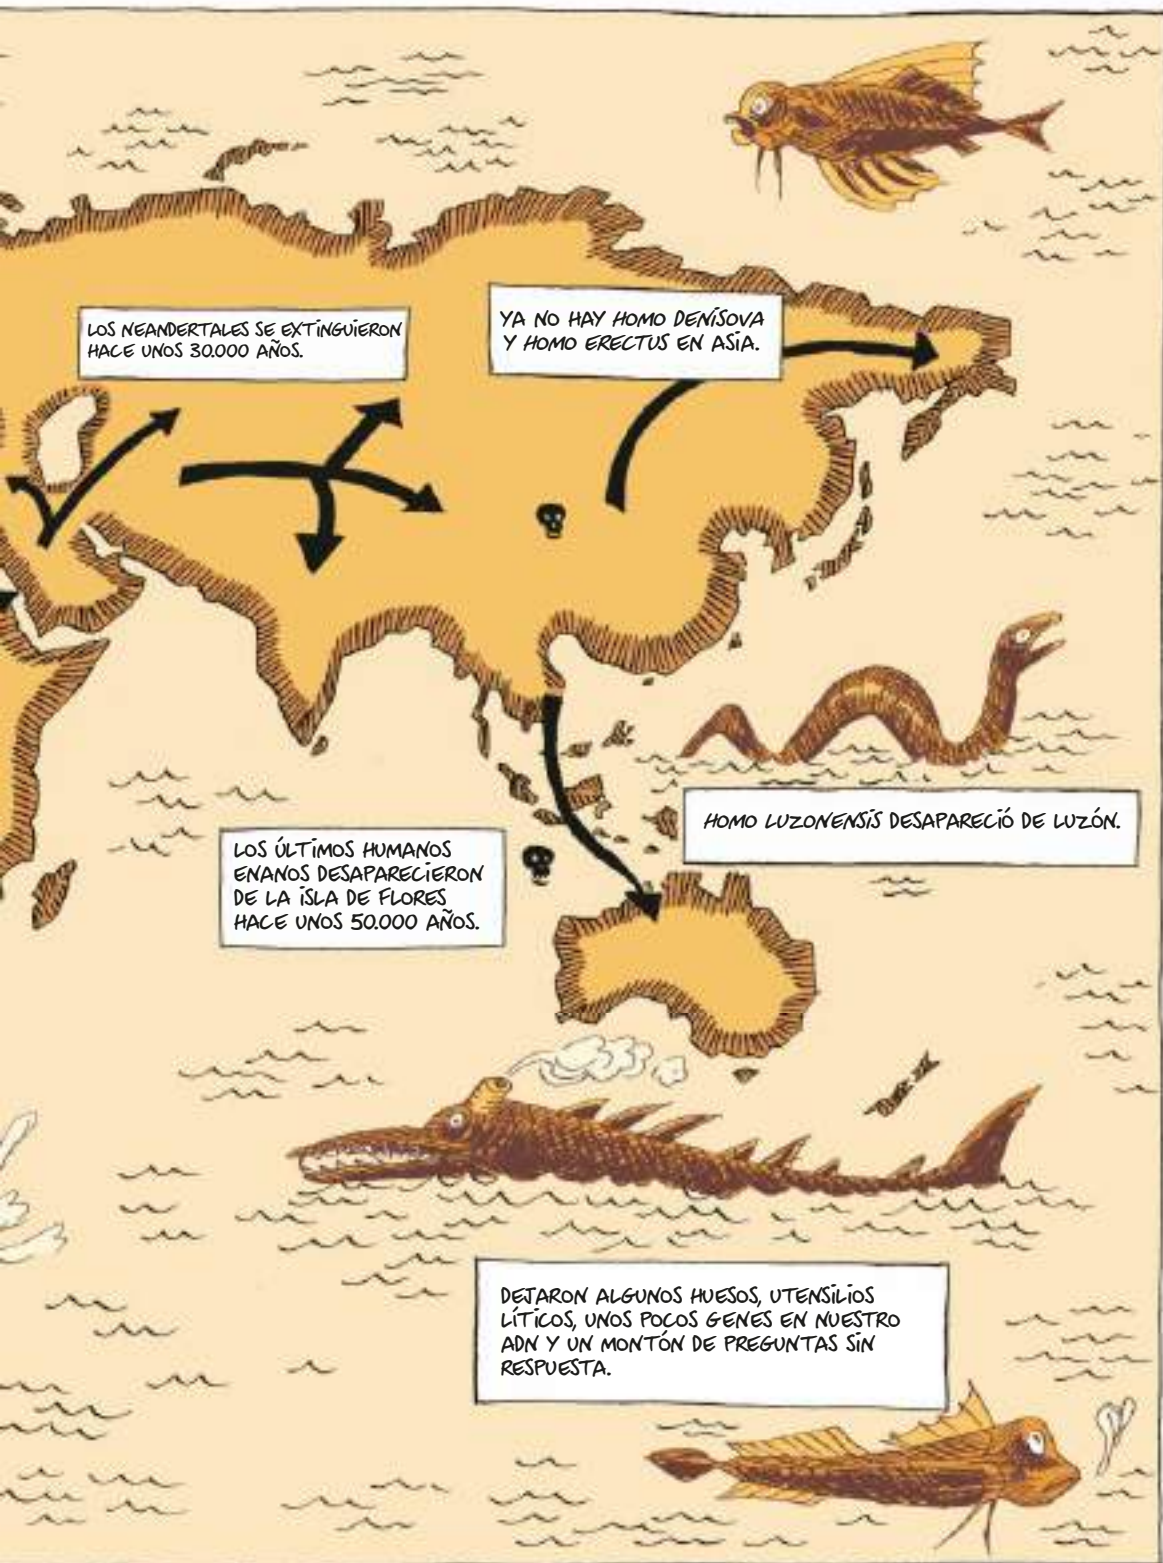 LOS NEANDERTALES SE EXTINGUIERON
HACE UNOS 30.000 AÑOS.
YA NO HAY HOMO DENISOVA
Y HOMO ERECTUS EN ASIA.
HOMO LUZONENSIS DESAPARECIÓ DE LUZÓN.
LOS ÚLTIMOS HUMANOS
ENANOS DESAPARECIERON
DE LA ISLA DE FLORES
HACE UNOS 50.000 AÑOS.
DEJARON ALGUNOS HUESOS, UTENSILIOS
LÍTICOS, UNOS POCOS GENES EN NUESTRO
ADN Y UN MONTÓN DE PREGUNTAS SIN
RESPUESTA.